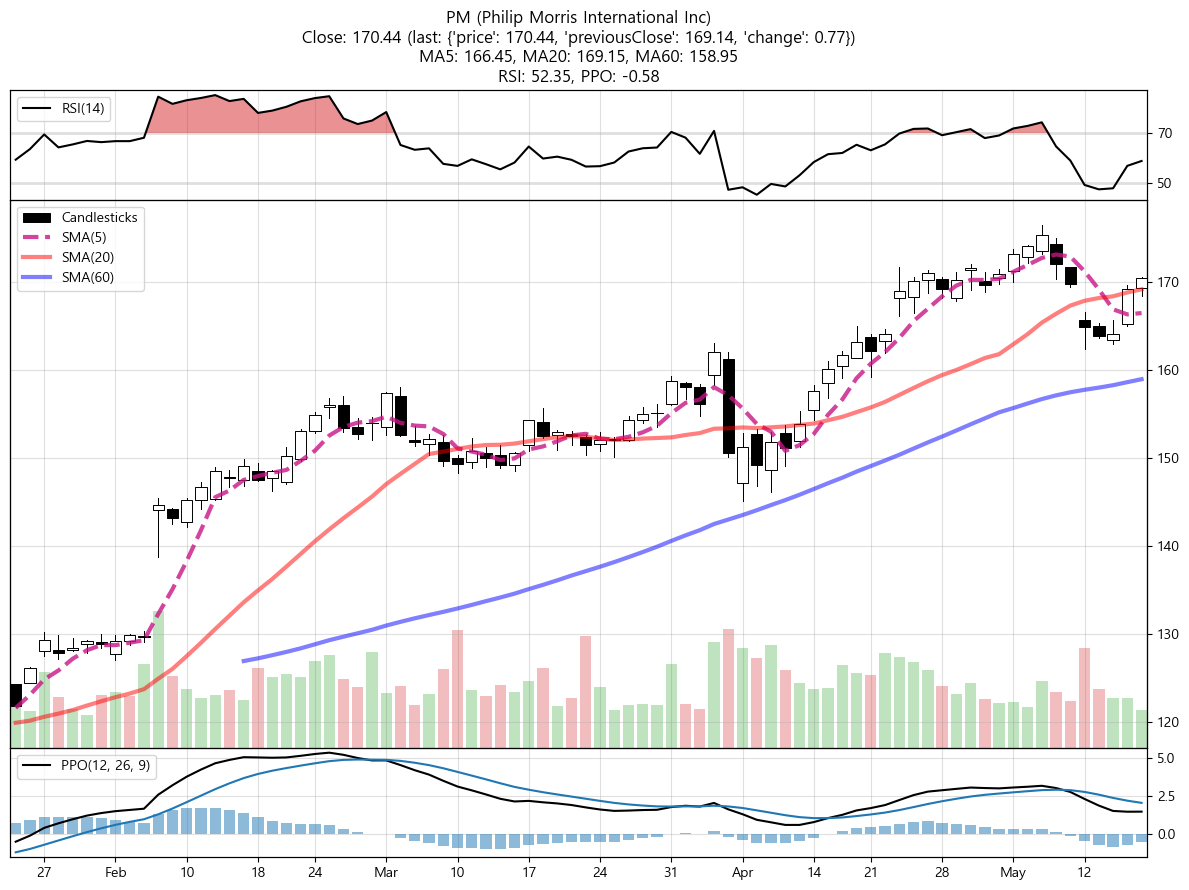 PM (Philip Morris International Inc)
Close: 170.44 (last: {'price': 170.44, 'previousClose': 169.14, 'change': 0.77})
MA5: 166.45, MA20: 169.15, MA60: 158.95
RSI: 52.35, PPO: -0.58
RSI(14)
70
50
Candlesticks
SMA(5)
SMA(20)
SMA(60)
170
160
150
140
130
120
PPO(12, 26, 9)
5.0
2.5
0.0
27 Feb 10 18 24 Mar 10 17 24 31 Apr 14 21 28 May 12